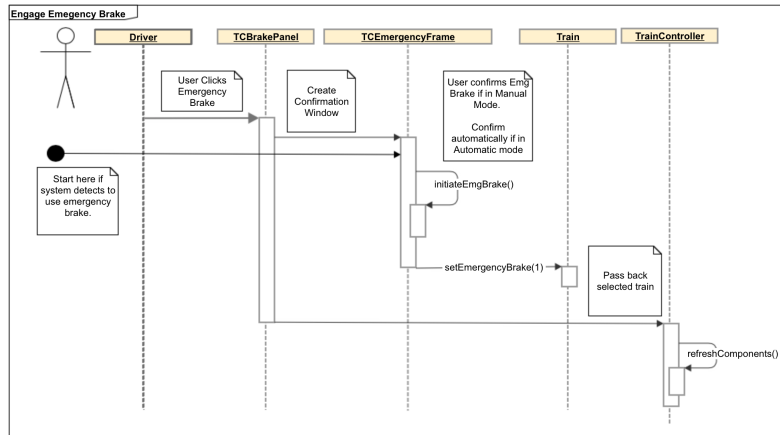 Engage Emegency Brake
Driver
TCBrakePanel
TCEmergencyFrame
Train
TrainController
User Clicks
Emergency
Brake
Create
Confirmation
Window
User confirms Emg
Brake if in Manual
Mode.
Confirm
automatically if in
Automatic mode
Start here if
system detects to
use emergency
brake.
initiateEmgBrake()
setEmergencyBrake(1)
Pass back
selected train
refreshComponents()